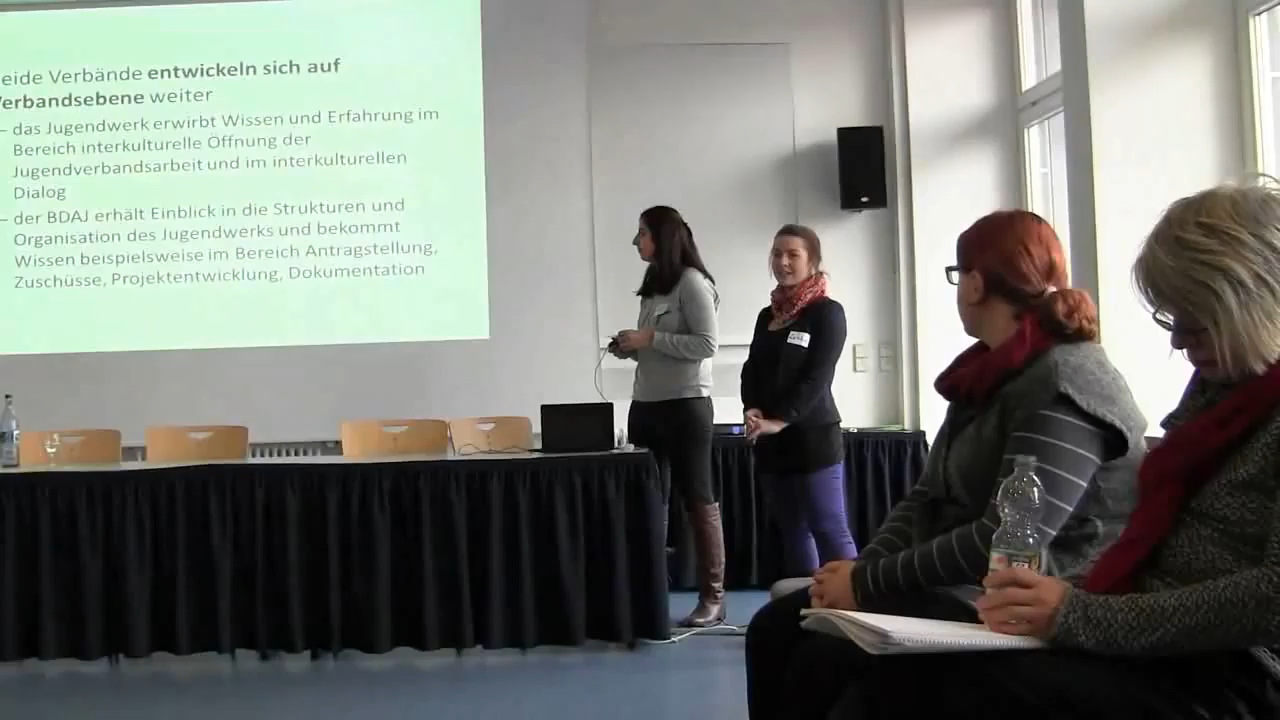 eide Verbände entwickeln sich auf
Verbandsebene weiter
– das Jugendwerk erwirbt Wissen und Erfahrung im
Bereich interkulturelle Öffnung der
Jugendverbandsarbeit und im interkulturellen
Dialog
– der BDAJ erhält Einblick in die Strukturen und
Organisation des Jugendwerks und bekommt
Wissen beispielsweise im Bereich Antragstellung,
Zuschüsse, Projektentwicklung, Dokumentation